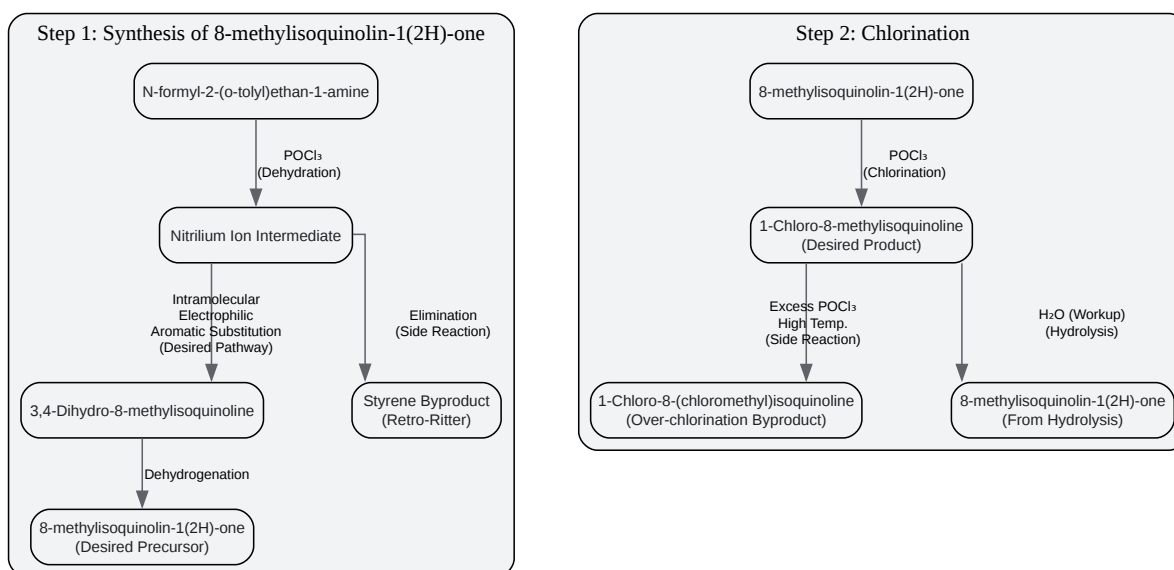 Step 1: Synthesis of 8-methylisoquinolin-1(2H)-one
N-formyl-2-(o-tolyl)ethan-1-amine
POCl₃
(Dehydration)
Nitrilium Ion Intermediate
Intramolecular
Electrophilic
Aromatic Substitution
(Desired Pathway)
Elimination
(Side Reaction)
3,4-Dihydro-8-methylisoquinoline
Styrene Byproduct
(Retro-Ritter)
Dehydrogenation
8-methylisoquinolin-1(2H)-one
(Desired Precursor)
Step 2: Chlorination
8-methylisoquinolin-1(2H)-one
POCl₃
(Chlorination)
1-Chloro-8-methylisoquinoline
(Desired Product)
Excess POCl₃
High Temp.
(Side Reaction)
H₂O (Workup)
(Hydrolysis)
1-Chloro-8-(chloromethyl)isoquinoline
(Over-chlorination Byproduct)
8-methylisoquinolin-1(2H)-one
(From Hydrolysis)